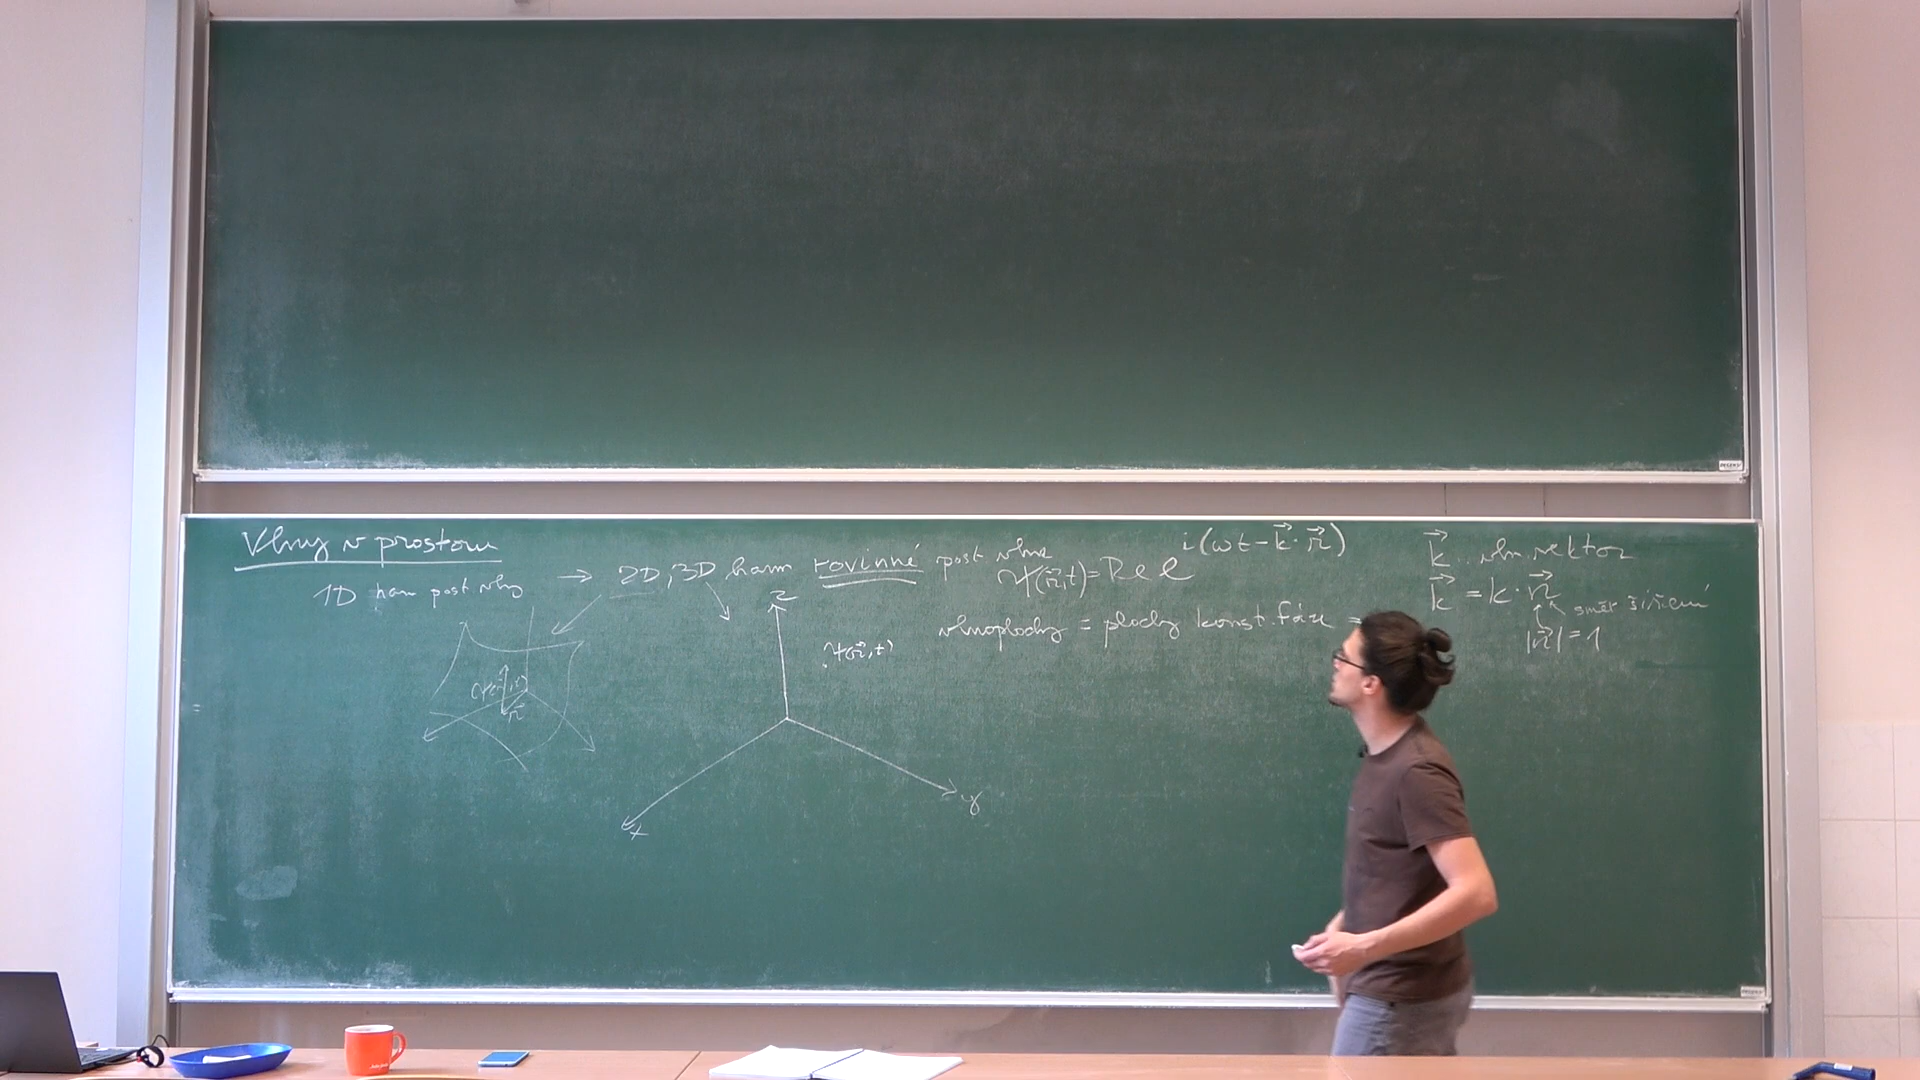 Vlny v prostoru
1D harm post vlny → 2D, 3D harm rovinné post vlna
ψ(r⃗,t) = Re e^{i(ωt - k⃗·r⃗)}
k⃗ .. vln. vektor
k⃗ = k · n⃗
směr šíření
|n⃗| = 1
vlnoplochy = plochy konst. fáze =
z
ψ(r⃗,t)
ψ(r⃗,t)
r⃗
x
y